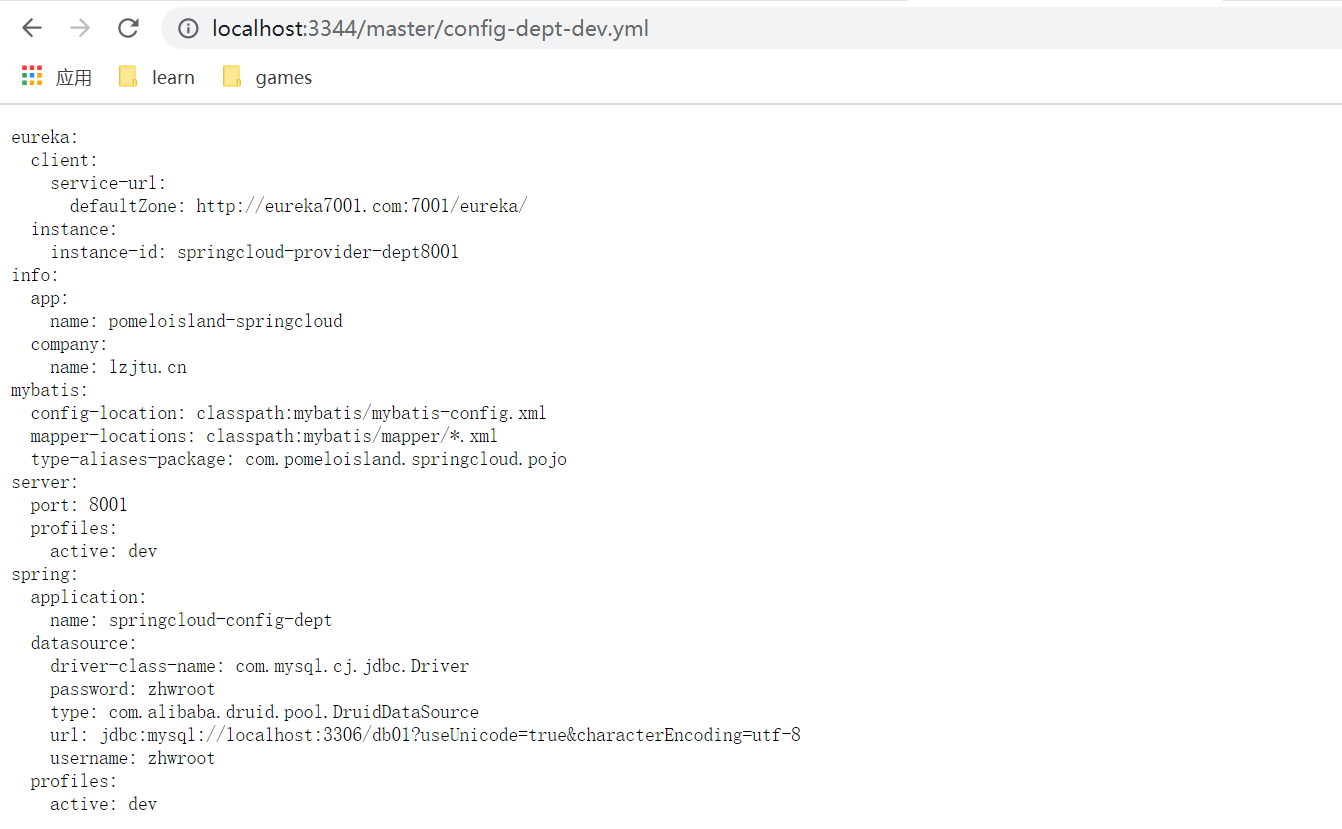 localhost:3344/master/config-dept-dev.yml
应用 learn games
eureka:
  client:
    service-url:
      defaultZone: http://eureka7001.com:7001/eureka/
  instance:
    instance-id: springcloud-provider-dept8001
info:
  app:
    name: pomeloisland-springcloud
  company:
    name: lzjtu.cn
mybatis:
  config-location: classpath:mybatis/mybatis-config.xml
  mapper-locations: classpath:mybatis/mapper/*.xml
  type-aliases-package: com.pomeloisland.springcloud.pojo
server:
  port: 8001
  profiles:
    active: dev
spring:
  application:
    name: springcloud-config-dept
  datasource:
    driver-class-name: com.mysql.cj.jdbc.Driver
    password: zhwroot
    type: com.alibaba.druid.pool.DruidDataSource
    url: jdbc:mysql://localhost:3306/db01?useUnicode=true&characterEncoding=utf-8
    username: zhwroot
  profiles:
    active: dev